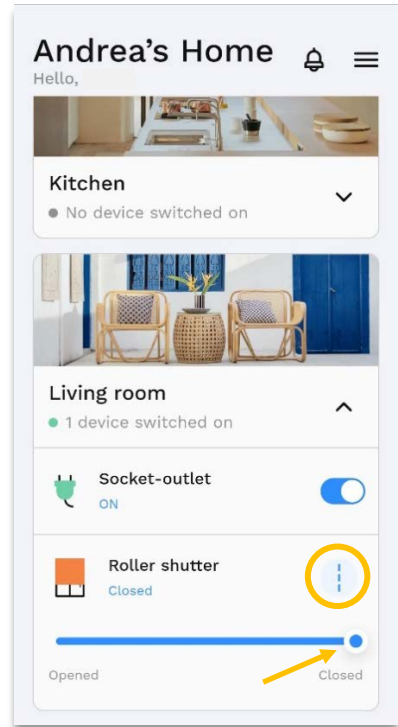 Andrea's Home
Hello,
Kitchen
No device switched on
Living room
1 device switched on
Socket-outlet
ON
Roller shutter
Closed
Opened Closed